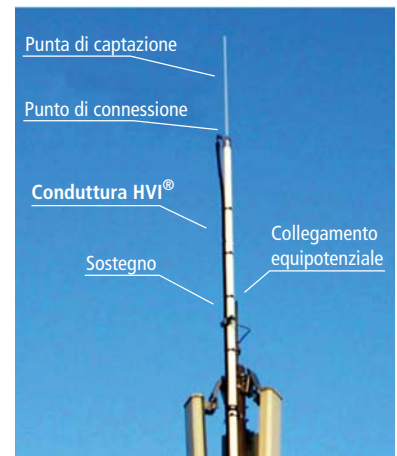 Punta di captazione
Punto di connessione
Conduttura HVI®
Collegamento
equipotenziale
Sostegno